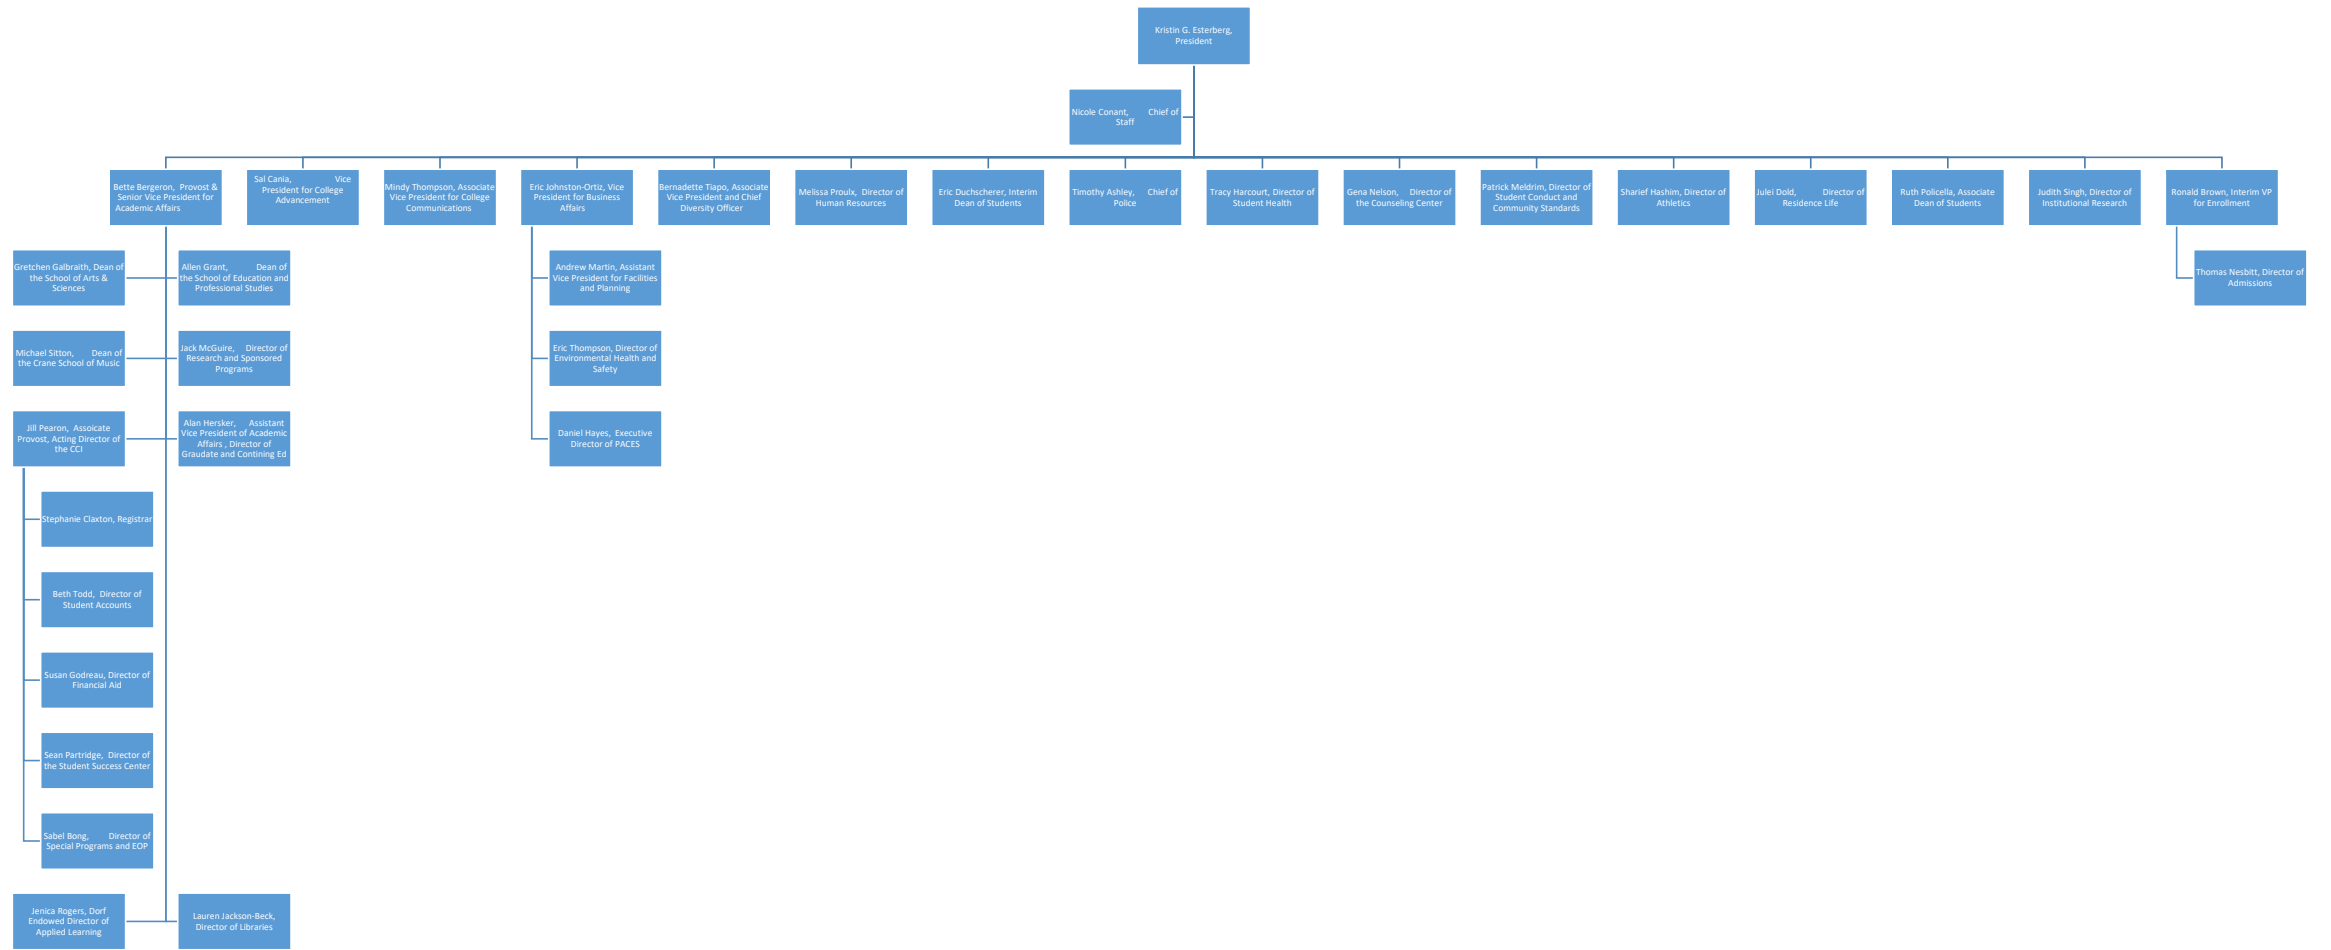 Kristin G. Esterberg,
President
Nicole Conant, Chief of
Staff
Bette Bergeron, Provost &
Senior Vice President for
Academic Affairs
Sal Cania, Vice
President for College
Advancement
Mindy Thompson, Associate
Vice President for College
Communications
Eric Johnston-Ortiz, Vice
President for Business
Affairs
Bernadette Tiapo, Associate
Vice President and Chief
Diversity Officer
Melissa Proulx, Director of
Human Resources
Eric Duchscherer, Interim
Dean of Students
Timothy Ashley, Chief of
Police
Tracy Harcourt, Director of
Student Health
Gena Nelson, Director of
the Counseling Center
Patrick Meldrim, Director of
Student Conduct and
Community Standards
Sharief Hashim, Director of
Athletics
Julei Dold, Director of
Residence Life
Ruth Policella, Associate
Dean of Students
Judith Singh, Director of
Institutional Research
Ronald Brown, Interim VP
for Enrollment
Gretchen Galbraith, Dean of
the School of Arts &
Sciences
Allen Grant, Dean of
the School of Education and
Professional Studies
Andrew Martin, Assistant
Vice President for Facilities
and Planning
Thomas Nesbitt, Director of
Admissions
Michael Sitton, Dean of
the Crane School of Music
Jack McGuire, Director of
Research and Sponsored
Programs
Eric Thompson, Director of
Environmental Health and
Safety
Jill Pearon, Assoicate
Provost, Acting Director of
the CCI
Alan Hersker, Assistant
Vice President of Academic
Affairs , Director of
Graudate and Contining Ed
Daniel Hayes, Executive
Director of PACES
Stephanie Claxton, Registrar
Beth Todd, Director of
Student Accounts
Susan Godreau, Director of
Financial Aid
Sean Partridge, Director of
the Student Success Center
Sabel Bong, Director of
Special Programs and EOP
Jenica Rogers, Dorf
Endowed Director of
Applied Learning
Lauren Jackson-Beck,
Director of Libraries